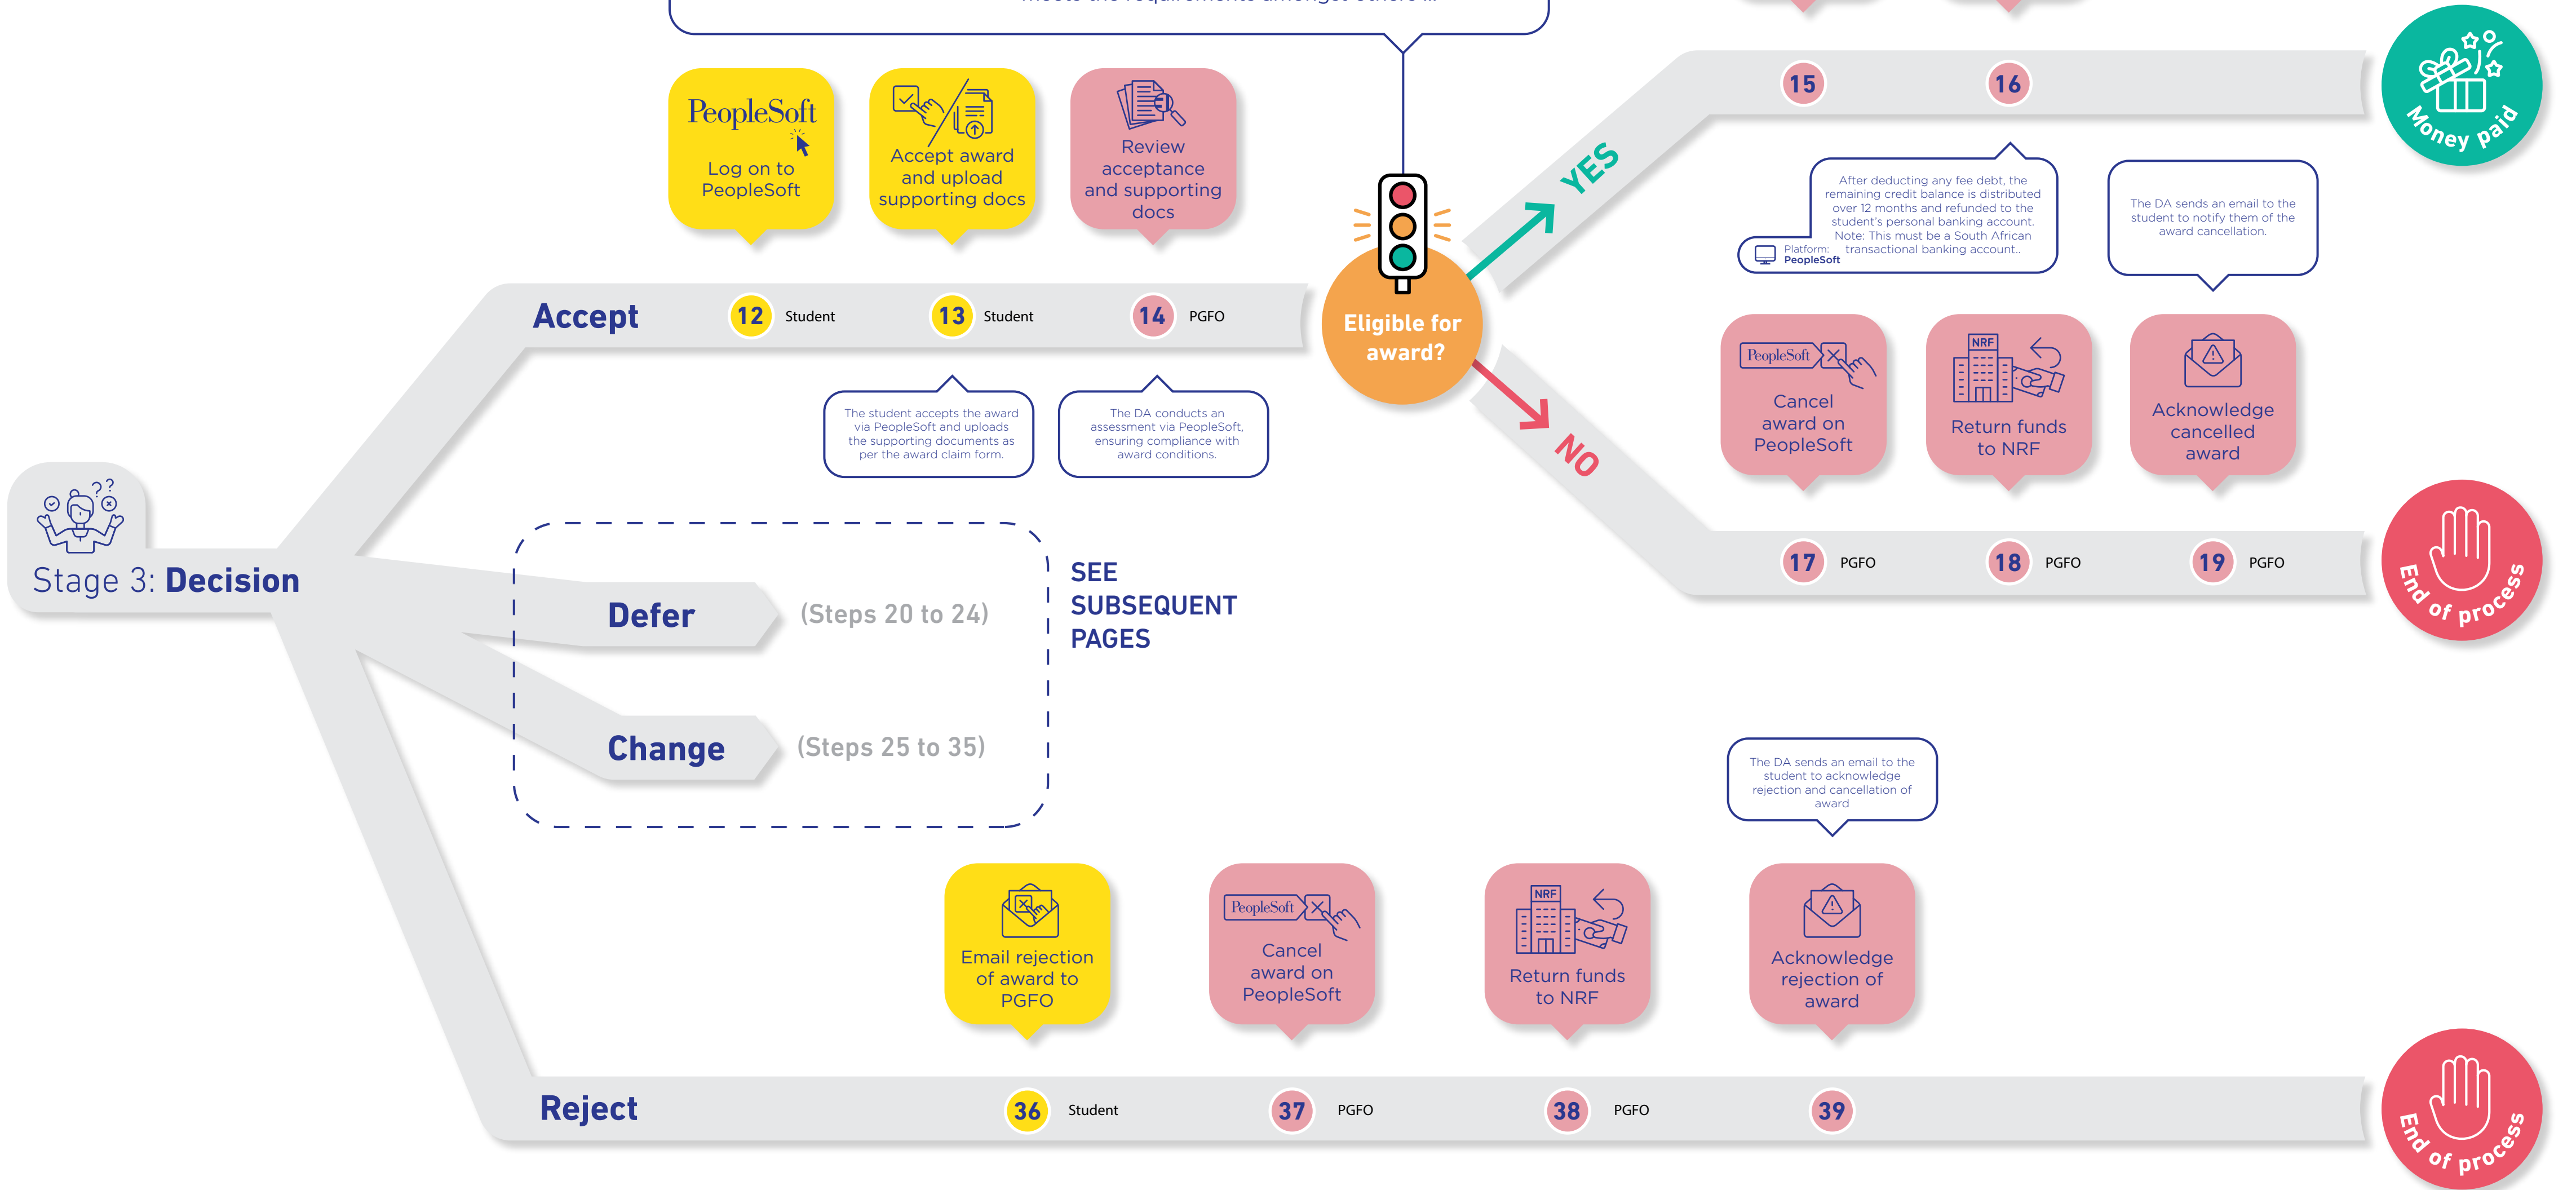 meets the requirements amongst others ...
PeopleSoft
Log on to
PeopleSoft
Accept award
and upload
supporting docs
Review
acceptance
and supporting
docs
Accept
12
Student
13
Student
14
PGFO
The student accepts the award
via PeopleSoft and uploads
the supporting documents as
per the award claim form.
The DA conducts an
assessment via PeopleSoft,
ensuring compliance with
award conditions.
Eligible for
award?
YES
15
16
Money paid
After deducting any fee debt, the
remaining credit balance is distributed
over 12 months and refunded to the
student's personal banking account.
Note: This must be a South African
transactional banking account..
Platform:
PeopleSoft
The DA sends an email to the
student to notify them of the
award cancellation.
NO
PeopleSoft
Cancel
award on
PeopleSoft
NRF
Return funds
to NRF
Acknowledge
cancelled
award
17
PGFO
18
PGFO
19
PGFO
End of process
Stage 3: Decision
Defer
(Steps 20 to 24)
Change
(Steps 25 to 35)
SEE
SUBSEQUENT
PAGES
The DA sends an email to the
student to acknowledge
rejection and cancellation of
award
Email rejection
of award to
PGFO
PeopleSoft
Cancel
award on
PeopleSoft
NRF
Return funds
to NRF
Acknowledge
rejection of
award
Reject
36
Student
37
PGFO
38
PGFO
39
End of process